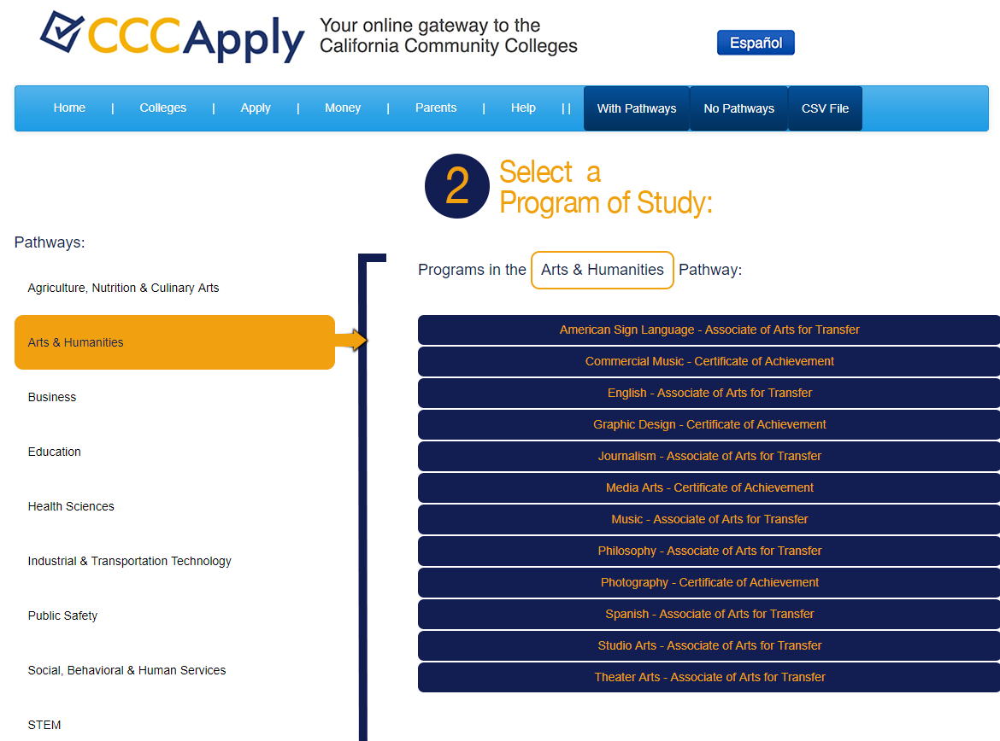 CCCApply
Your online gateway to the
California Community Colleges
Español
Home | Colleges | Apply | Money | Parents | Help || With Pathways No Pathways CSV File
2
Select a
Program of Study:
Pathways:
Agriculture, Nutrition & Culinary Arts
Arts & Humanities
Business
Education
Health Sciences
Industrial & Transportation Technology
Public Safety
Social, Behavioral & Human Services
STEM
Programs in the Arts & Humanities Pathway:
American Sign Language - Associate of Arts for Transfer
Commercial Music - Certificate of Achievement
English - Associate of Arts for Transfer
Graphic Design - Certificate of Achievement
Journalism - Associate of Arts for Transfer
Media Arts - Certificate of Achievement
Music - Associate of Arts for Transfer
Philosophy - Associate of Arts for Transfer
Photography - Certificate of Achievement
Spanish - Associate of Arts for Transfer
Studio Arts - Associate of Arts for Transfer
Theater Arts - Associate of Arts for Transfer